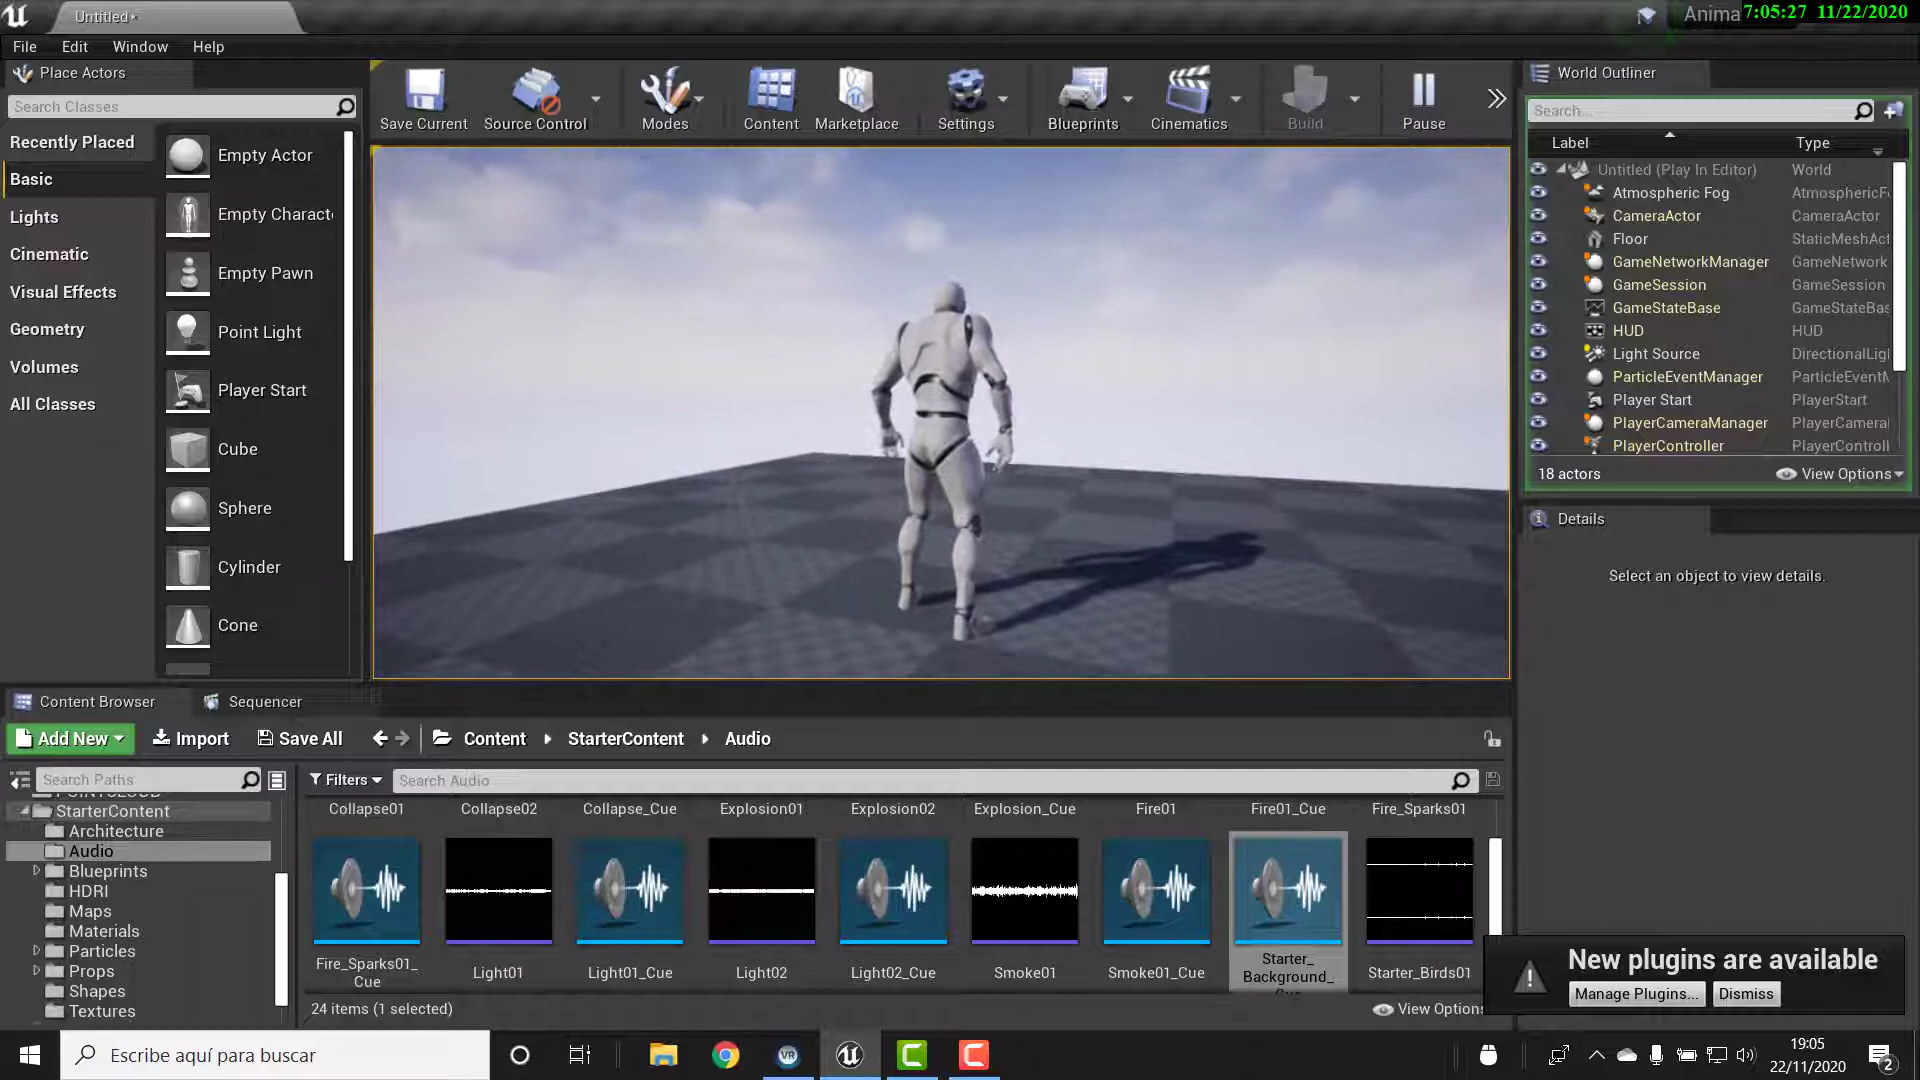 Untitled*
Anima
7:05:27 11/22/2020
File Edit Window Help
Place Actors
Search Classes
Recently Placed
Basic
Lights
Cinematic
Visual Effects
Geometry
Volumes
All Classes
Empty Actor
Empty Charact
Empty Pawn
Point Light
Player Start
Cube
Sphere
Cylinder
Cone
Save Current
Source Control
Modes
Content
Marketplace
Settings
Blueprints
Cinematics
Build
Pause
World Outliner
Search...
Label Type
Untitled (Play In Editor) World
Atmospheric Fog AtmosphericFo
CameraActor CameraActor
Floor StaticMeshAct
GameNetworkManager GameNetwork
GameSession GameSession
GameStateBase GameStateBas
HUD HUD
Light Source DirectionalLigh
ParticleEventManager ParticleEventM
Player Start PlayerStart
PlayerCameraManager PlayerCameral
PlayerController PlayerControll
18 actors View Options
Details
Select an object to view details.
Content Browser Sequencer
Add New Import Save All Content StarterContent Audio
Search Paths
StarterContent
Architecture
Audio
Blueprints
HDRI
Maps
Materials
Particles
Props
Shapes
Textures
Filters Search Audio
Collapse01 Collapse02 Collapse_Cue Explosion01 Explosion02 Explosion_Cue Fire01 Fire01_Cue Fire_Sparks01
Fire_Sparks01_
Cue
Light01
Light01_Cue
Light02
Light02_Cue
Smoke01
Smoke01_Cue
Starter_
Background_
Cue
Starter_Birds01
24 items (1 selected) View Options
New plugins are available
Manage Plugins... Dismiss
Escribe aquí para buscar
VR
19:05
22/11/2020
2